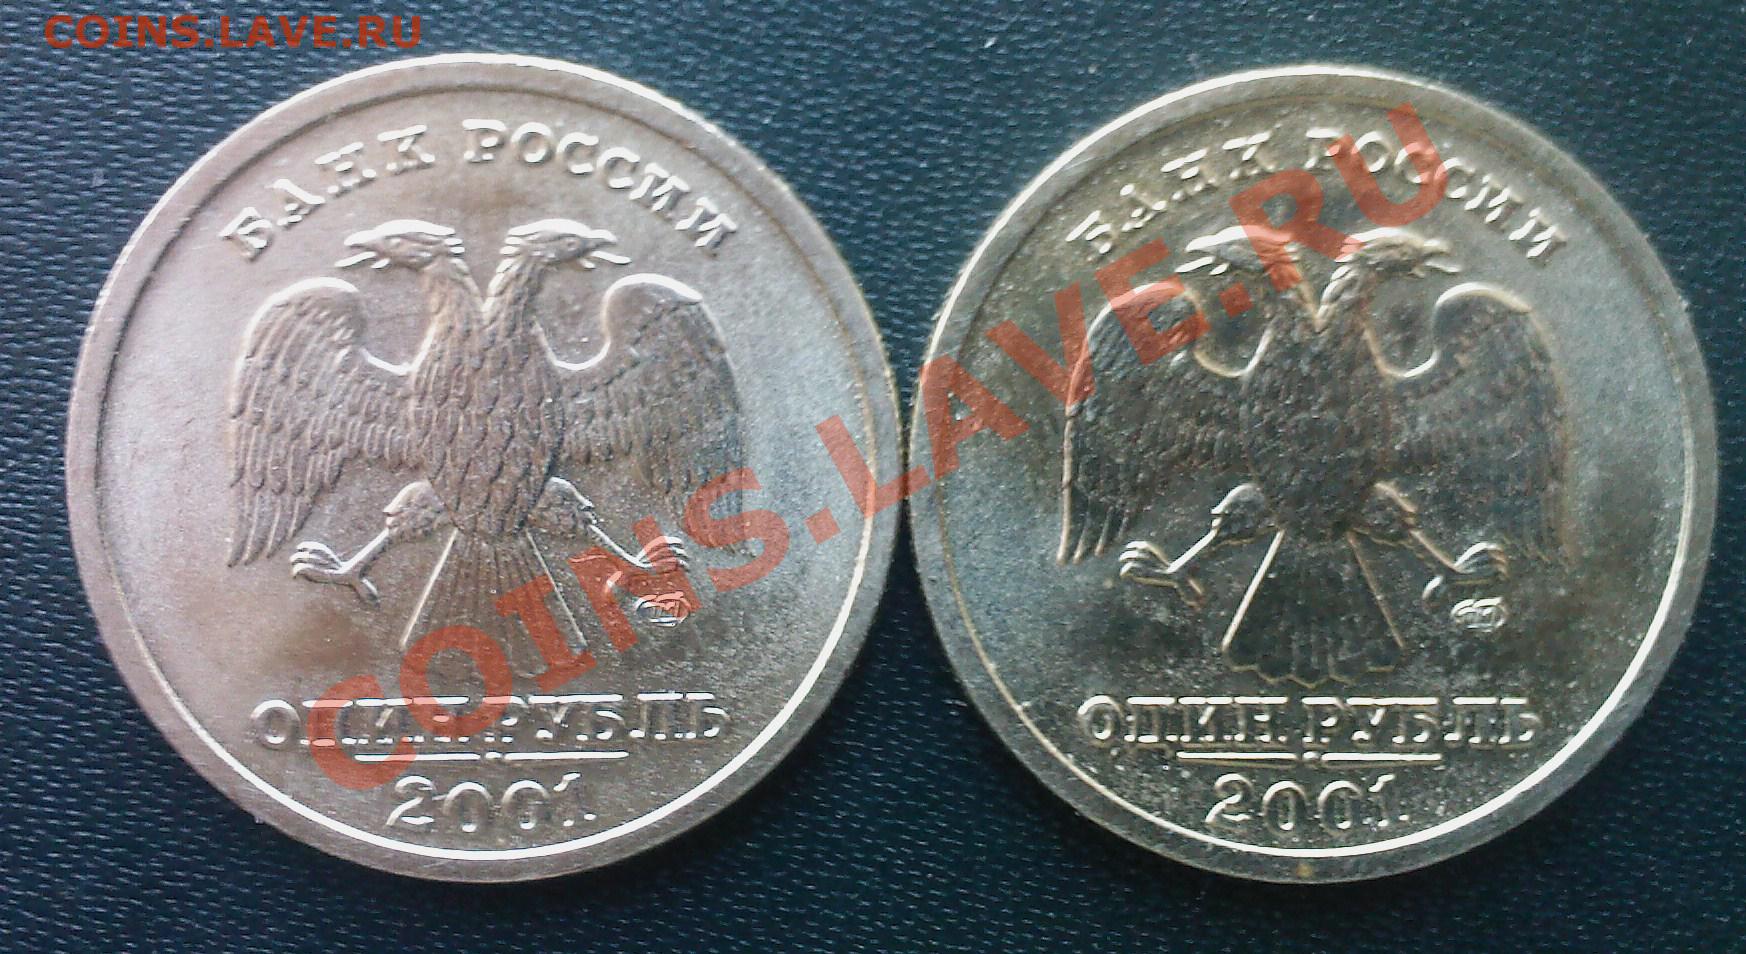 COINS.LAVE.RU
БАНК РОССИИ
ОДИН РУБЛЬ
2001
БАНК РОССИИ
ОДИН РУБЛЬ
2001
COINS.LAVE.RU